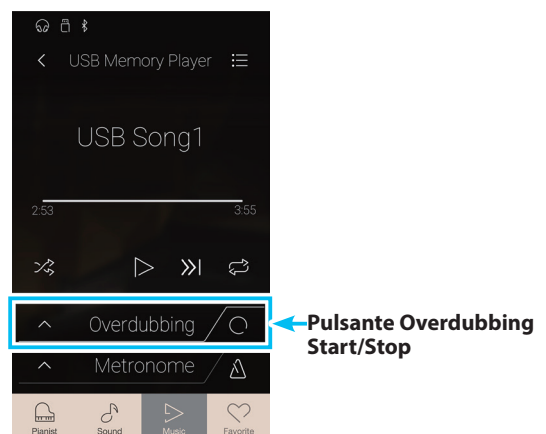 USB Memory Player
USB Song1
2:53 3:55
Overdubbing
Pulsante Overdubbing
Start/Stop
Metronome
Pianist Sound Music Favorite